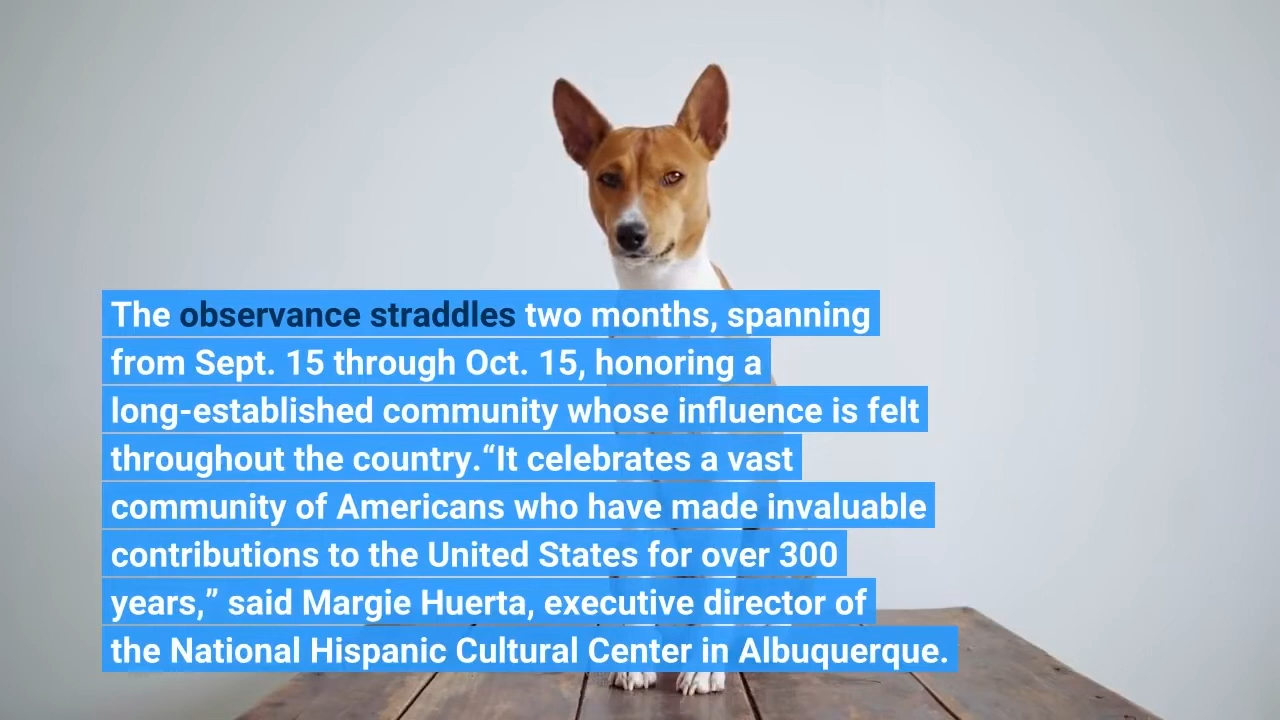 The observance straddles two months, spanning
from Sept. 15 through Oct. 15, honoring a
long-established community whose influence is felt
throughout the country.“It celebrates a vast
community of Americans who have made invaluable
contributions to the United States for over 300
years,” said Margie Huerta, executive director of
the National Hispanic Cultural Center in Albuquerque.